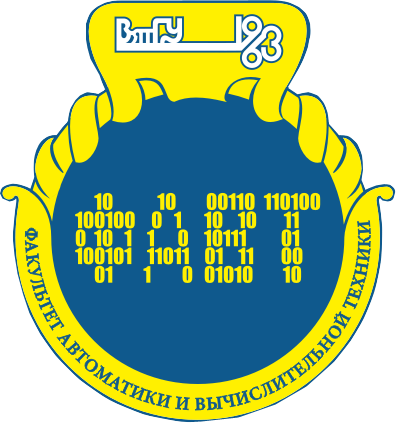 ВятГУ 1963
10 10 00110 110100
100100 0 1 10 10 11
0 10 1 1 0 10111 01
100101 11011 01 11 00
01 1 0 01010 10
ФАКУЛЬТЕТ АВТОМАТИКИ И ВЫЧИСЛИТЕЛЬНОЙ ТЕХНИКИ